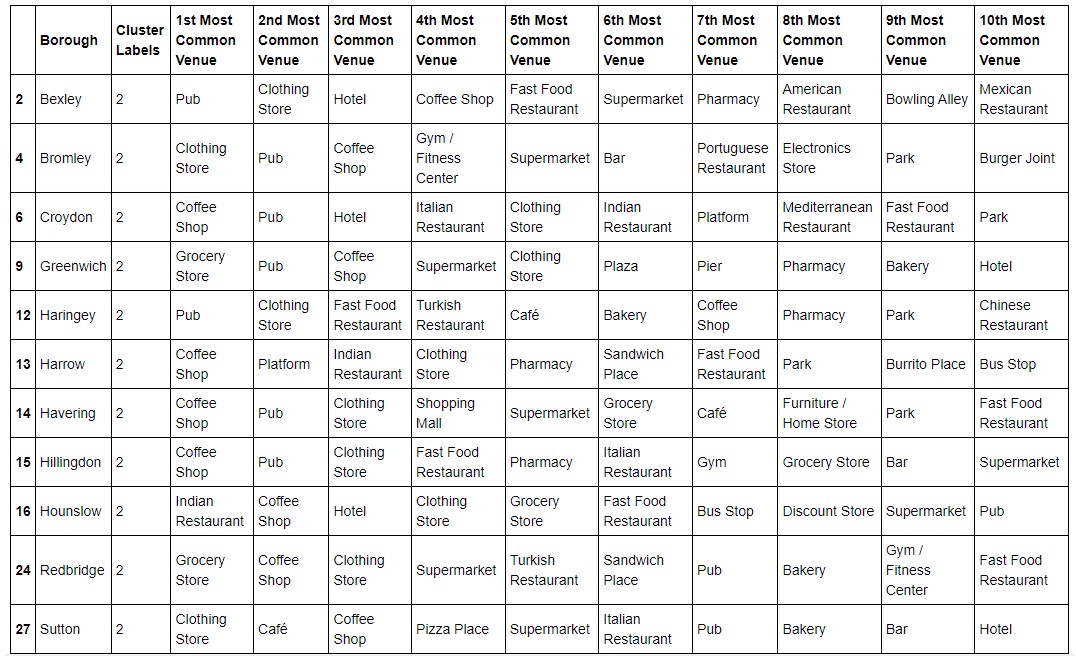 Borough Cluster Labels 1st Most Common Venue 2nd Most Common Venue 3rd Most Common Venue 4th Most Common Venue 5th Most Common Venue 6th Most Common Venue 7th Most Common Venue 8th Most Common Venue 9th Most Common Venue 10th Most Common Venue
2 Bexley 2 Pub Clothing Store Hotel Coffee Shop Fast Food Restaurant Supermarket Pharmacy American Restaurant Bowling Alley Mexican Restaurant
4 Bromley 2 Clothing Store Pub Coffee Shop Gym / Fitness Center Supermarket Bar Portuguese Restaurant Electronics Store Park Burger Joint
6 Croydon 2 Coffee Shop Pub Hotel Italian Restaurant Clothing Store Indian Restaurant Platform Mediterranean Restaurant Fast Food Restaurant Park
9 Greenwich 2 Grocery Store Pub Coffee Shop Supermarket Clothing Store Plaza Pier Pharmacy Bakery Hotel
12 Haringey 2 Pub Clothing Store Fast Food Restaurant Turkish Restaurant Café Bakery Coffee Shop Pharmacy Park Chinese Restaurant
13 Harrow 2 Coffee Shop Platform Indian Restaurant Clothing Store Pharmacy Sandwich Place Fast Food Restaurant Park Burrito Place Bus Stop
14 Havering 2 Coffee Shop Pub Clothing Store Shopping Mall Supermarket Grocery Store Café Furniture / Home Store Park Fast Food Restaurant
15 Hillingdon 2 Coffee Shop Pub Clothing Store Fast Food Restaurant Pharmacy Italian Restaurant Gym Grocery Store Bar Supermarket
16 Hounslow 2 Indian Restaurant Coffee Shop Hotel Clothing Store Grocery Store Fast Food Restaurant Bus Stop Discount Store Supermarket Pub
24 Redbridge 2 Grocery Store Coffee Shop Clothing Store Supermarket Turkish Restaurant Sandwich Place Pub Bakery Gym / Fitness Center Fast Food Restaurant
27 Sutton 2 Clothing Store Café Coffee Shop Pizza Place Supermarket Italian Restaurant Pub Bakery Bar Hotel